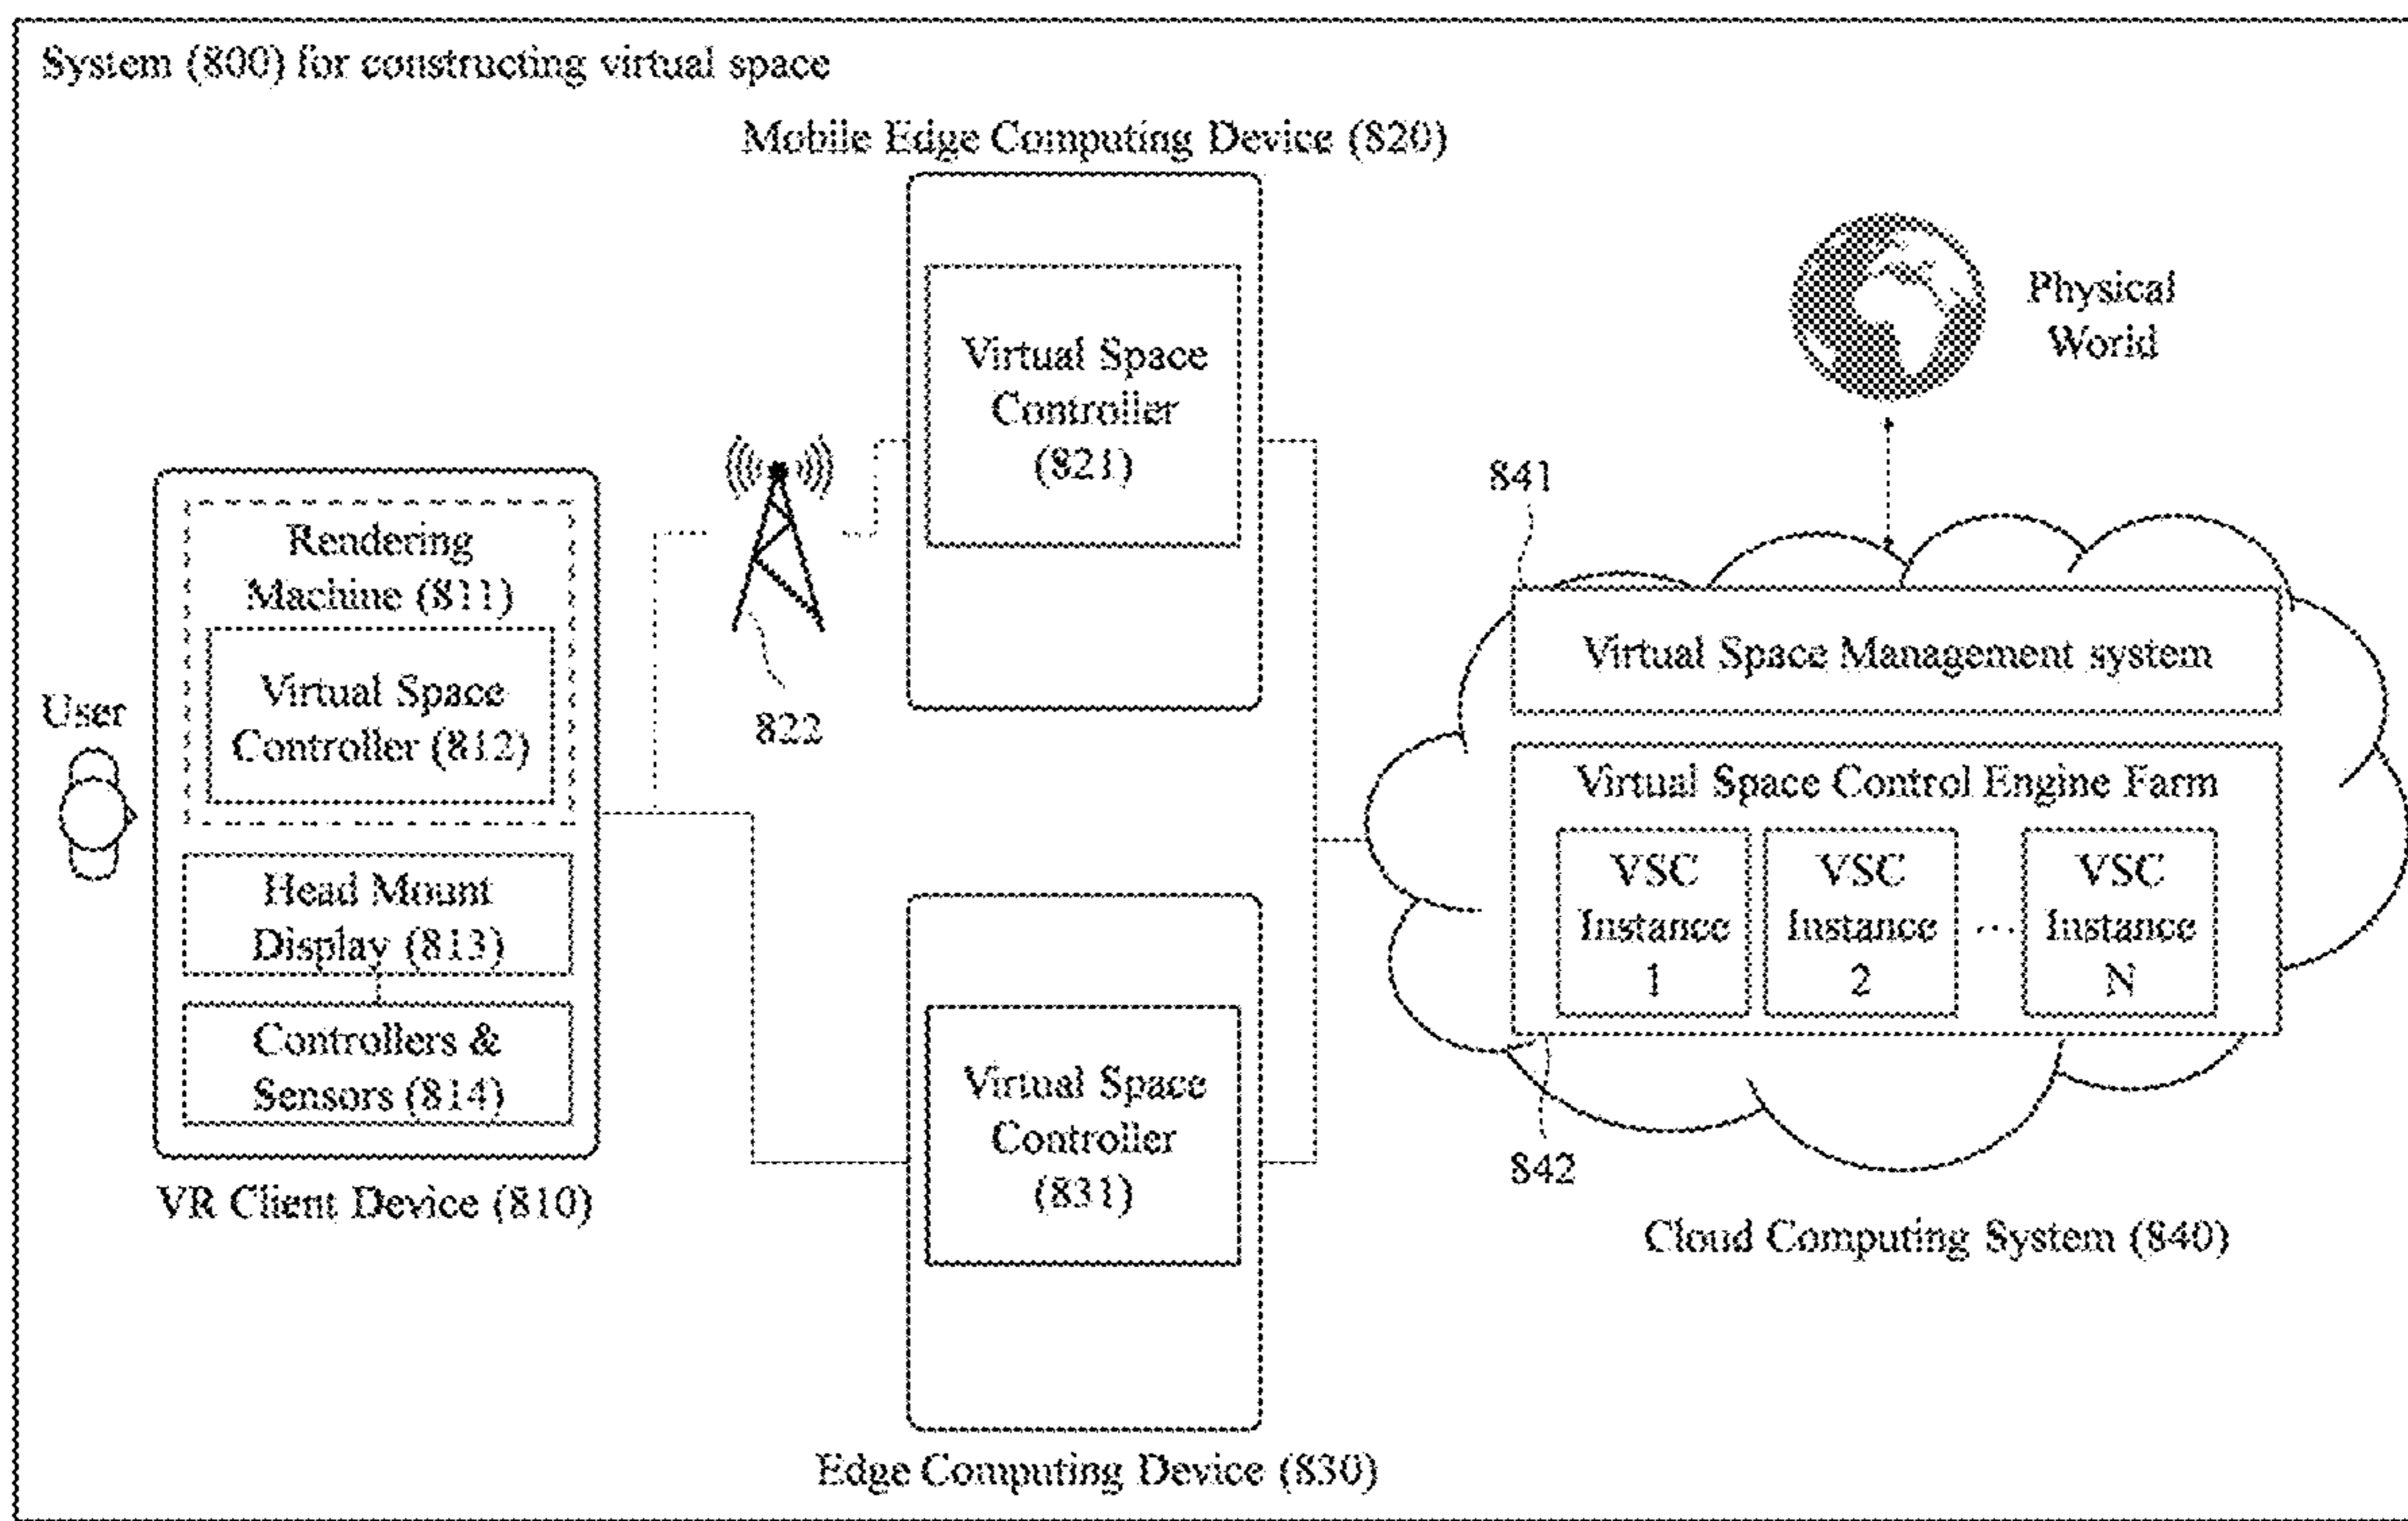 System (800) for constructing virtual space
Mobile Edge Computing Device (820)
Virtual Space
Controller
(821)
Physical
World
841
Rendering
Machine (811)
Virtual Space
Controller (812)
User
822
Virtual Space Management system
Virtual Space Control Engine Farm
VSC
Instance
1
VSC
Instance
2
...
VSC
Instance
N
Head Mount
Display (813)
Controllers &
Sensors (814)
VR Client Device (810)
Virtual Space
Controller
(831)
842
Cloud Computing System (840)
Edge Computing Device (830)